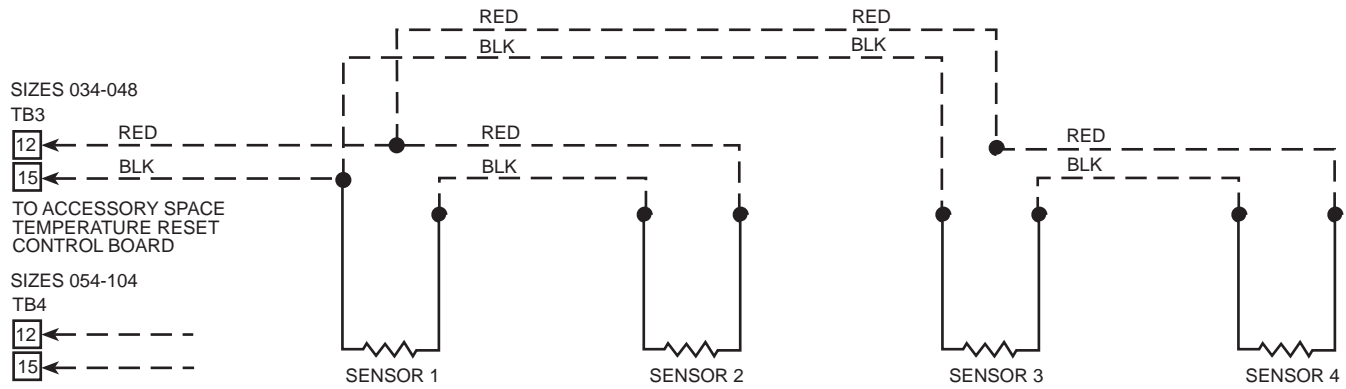 RED RED
BLK BLK
SIZES 034-048
TB3
12 RED RED RED
15 BLK BLK BLK
TO ACCESSORY SPACE
TEMPERATURE RESET
CONTROL BOARD
SIZES 054-104
TB4
12
15
SENSOR 1 SENSOR 2 SENSOR 3 SENSOR 4